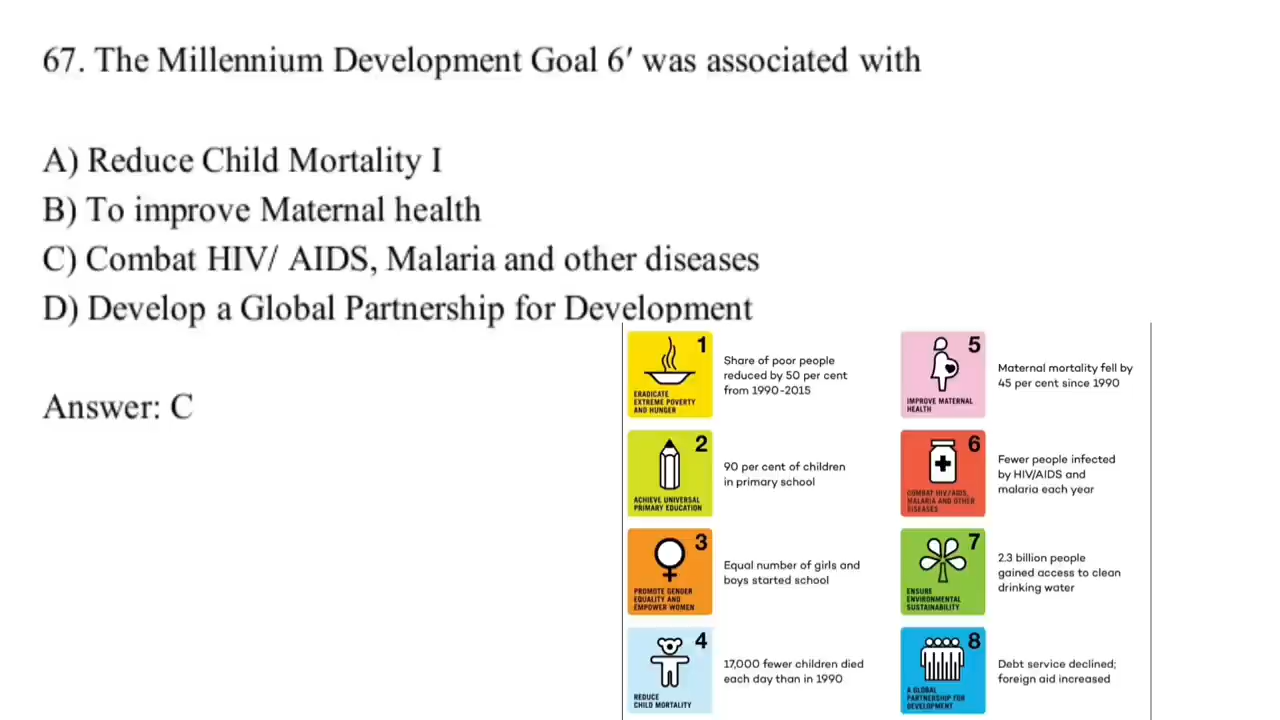 67. The Millennium Development Goal 6′ was associated with
A) Reduce Child Mortality I
B) To improve Maternal health
C) Combat HIV/ AIDS, Malaria and other diseases
D) Develop a Global Partnership for Development
Answer: C
1
ERADICATE
EXTREME POVERTY
AND HUNGER
Share of poor people
reduced by 50 per cent
from 1990-2015
2
ACHIEVE UNIVERSAL
PRIMARY EDUCATION
90 per cent of children
in primary school
3
PROMOTE GENDER
EQUALITY AND
EMPOWER WOMEN
Equal number of girls and
boys started school
4
REDUCE
CHILD MORTALITY
17,000 fewer children died
each day than in 1990
5
IMPROVE MATERNAL
HEALTH
Maternal mortality fell by
45 per cent since 1990
6
COMBAT HIV/AIDS,
MALARIA AND OTHER
DISEASES
Fewer people infected
by HIV/AIDS and
malaria each year
7
ENSURE
ENVIRONMENTAL
SUSTAINABILITY
2.3 billion people
gained access to clean
drinking water
8
A GLOBAL
PARTNERSHIP FOR
DEVELOPMENT
Debt service declined;
foreign aid increased